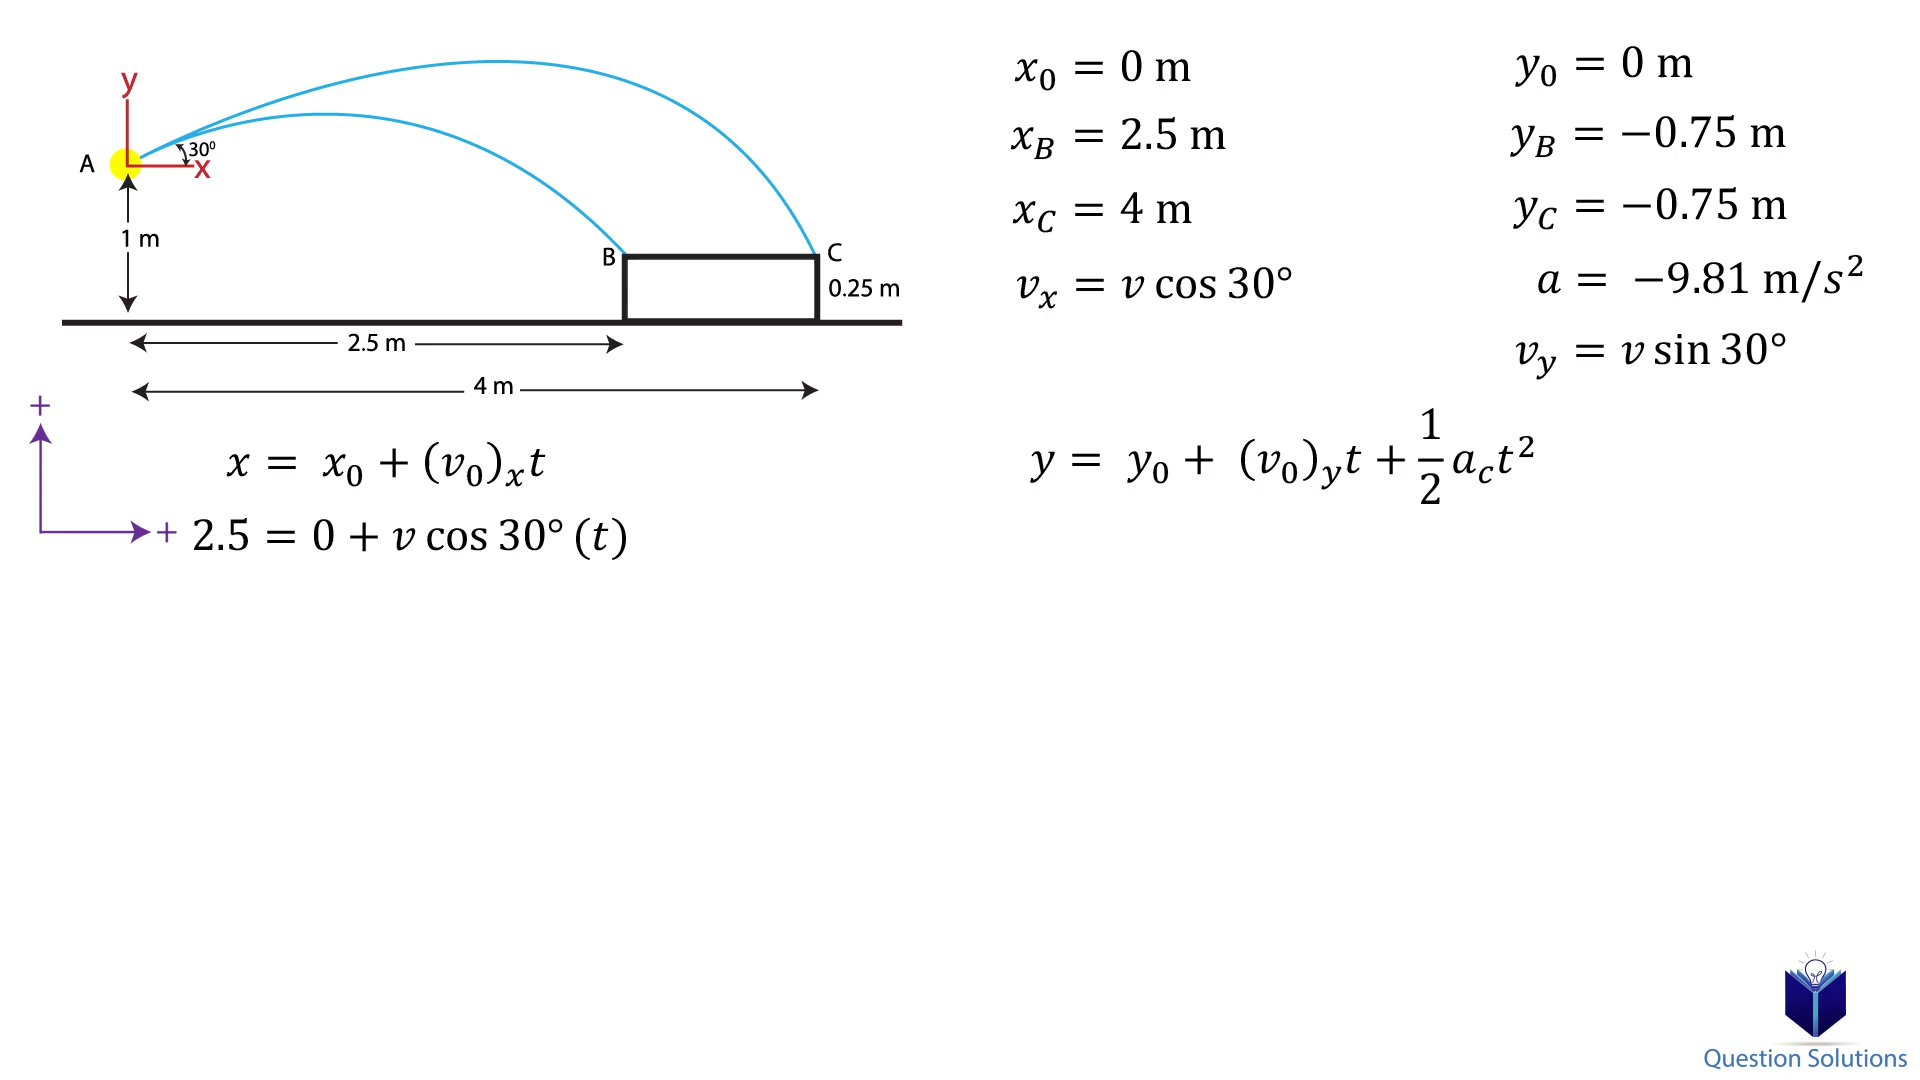 y
A
30⁰
x
1 m
B
C
0.25 m
2.5 m
4 m
+
+
x₀ = 0 m
x_B = 2.5 m
x_C = 4 m
vₓ = v cos 30°
y₀ = 0 m
y_B = −0.75 m
y_C = −0.75 m
a = −9.81 m/s²
v_y = v sin 30°
x = x₀ + (v₀)ₓt
2.5 = 0 + v cos 30° (t)
y = y₀ + (v₀)_y t + 1/2 a_c t²
Question Solutions